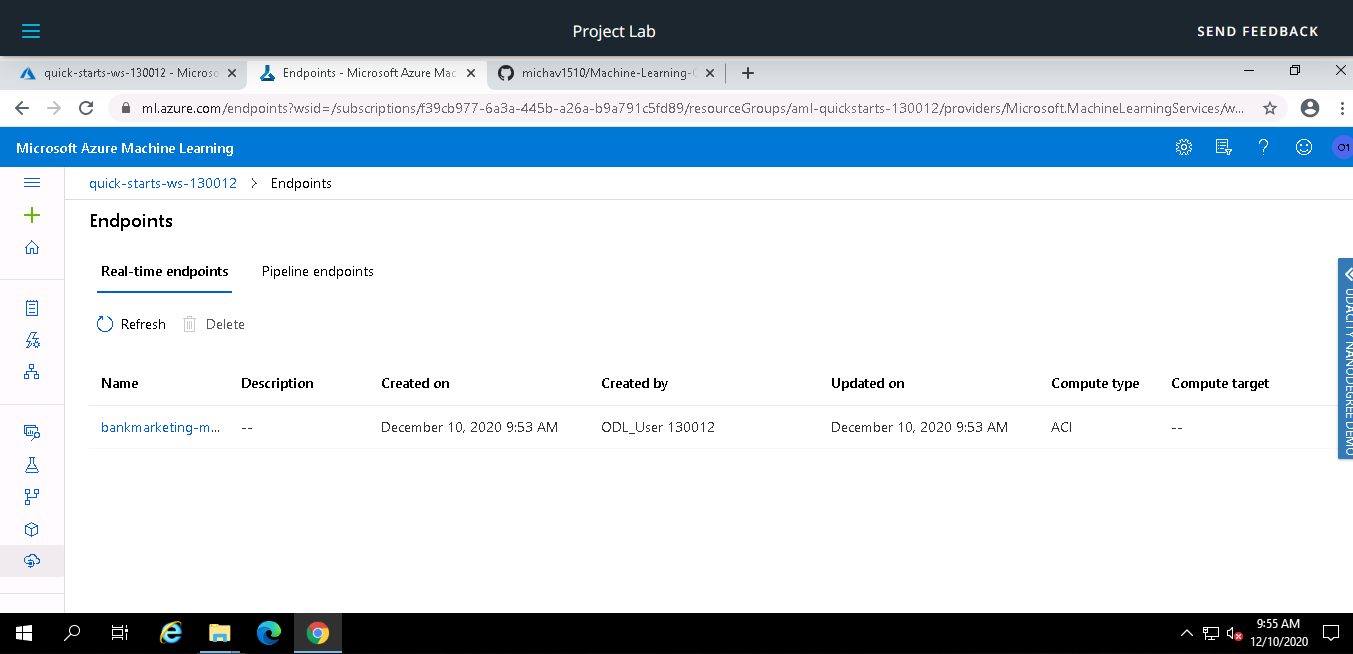 Project Lab
SEND FEEDBACK
quick-starts-ws-130012 - Micros
Endpoints - Microsoft Azure Mac
michav1510/Machine-Learning-
ml.azure.com/endpoints?wsid=/subscriptions/f39cb977-6a3a-445b-a26a-b9a791c5fd89/resourceGroups/aml-quickstarts-130012/providers/Microsoft.MachineLearningServices/w...
Microsoft Azure Machine Learning
O1
quick-starts-ws-130012 > Endpoints
Endpoints
Real-time endpoints
Pipeline endpoints
Refresh
Delete
Name Description Created on Created by Updated on Compute type Compute target
bankmarketing-m... -- December 10, 2020 9:53 AM ODL_User 130012 December 10, 2020 9:53 AM ACI --
UDACITY NANODEGREE DEMO
9:55 AM
12/10/2020